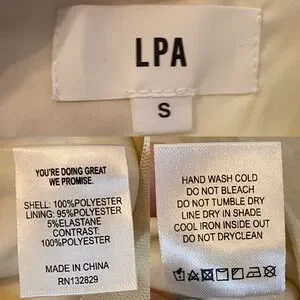 LPA
S
YOU'RE DOING GREAT
WE PROMISE.
SHELL: 100%POLYESTER
LINING: 95%POLYESTER
5%ELASTANE
CONTRAST:
100%POLYESTER
MADE IN CHINA
RN132829
HAND WASH COLD
DO NOT BLEACH
DO NOT TUMBLE DRY
LINE DRY IN SHADE
COOL IRON INSIDE OUT
DO NOT DRYCLEAN